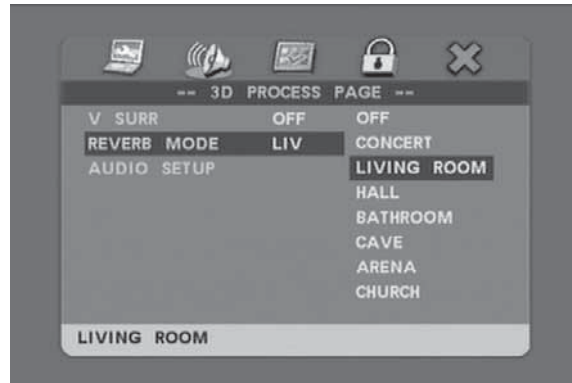 -- 3D PROCESS PAGE --
V SURR OFF OFF
REVERB MODE LIV CONCERT
AUDIO SETUP LIVING ROOM
HALL
BATHROOM
CAVE
ARENA
CHURCH
LIVING ROOM